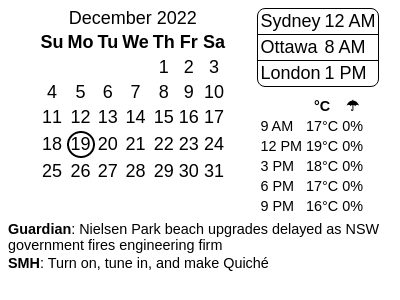 December 2022
Su Mo Tu We Th Fr Sa
1 2 3
4 5 6 7 8 9 10
11 12 13 14 15 16 17
18 19 20 21 22 23 24
25 26 27 28 29 30 31
Sydney 12 AM
Ottawa 8 AM
London 1 PM
°C ☂
9 AM 17°C 0%
12 PM 19°C 0%
3 PM 18°C 0%
6 PM 17°C 0%
9 PM 16°C 0%
Guardian: Nielsen Park beach upgrades delayed as NSW
government fires engineering firm
SMH: Turn on, tune in, and make Quiché